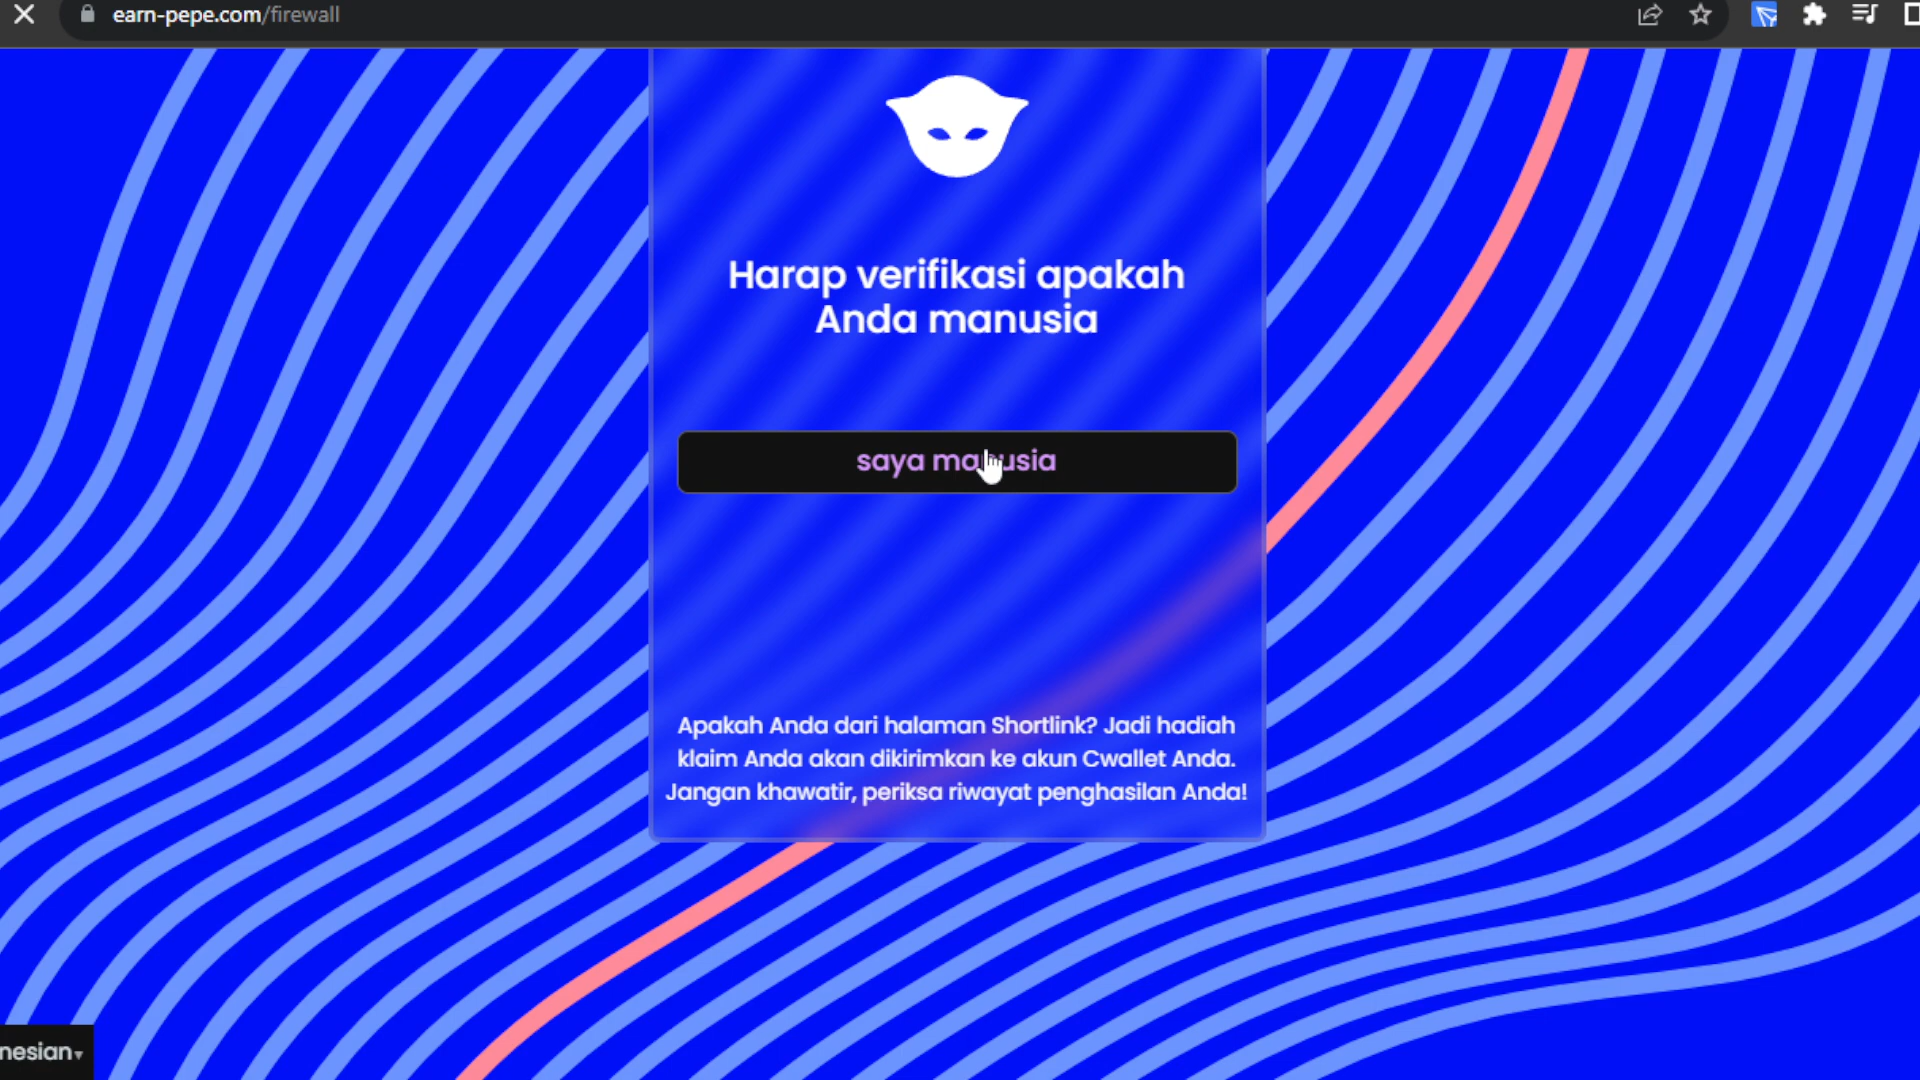 earn-pepe.com/firewall
Harap verifikasi apakah
Anda manusia
saya manusia
Apakah Anda dari halaman Shortlink? Jadi hadiah
klaim Anda akan dikirimkan ke akun Cwallet Anda.
Jangan khawatir, periksa riwayat penghasilan Anda!
nesian